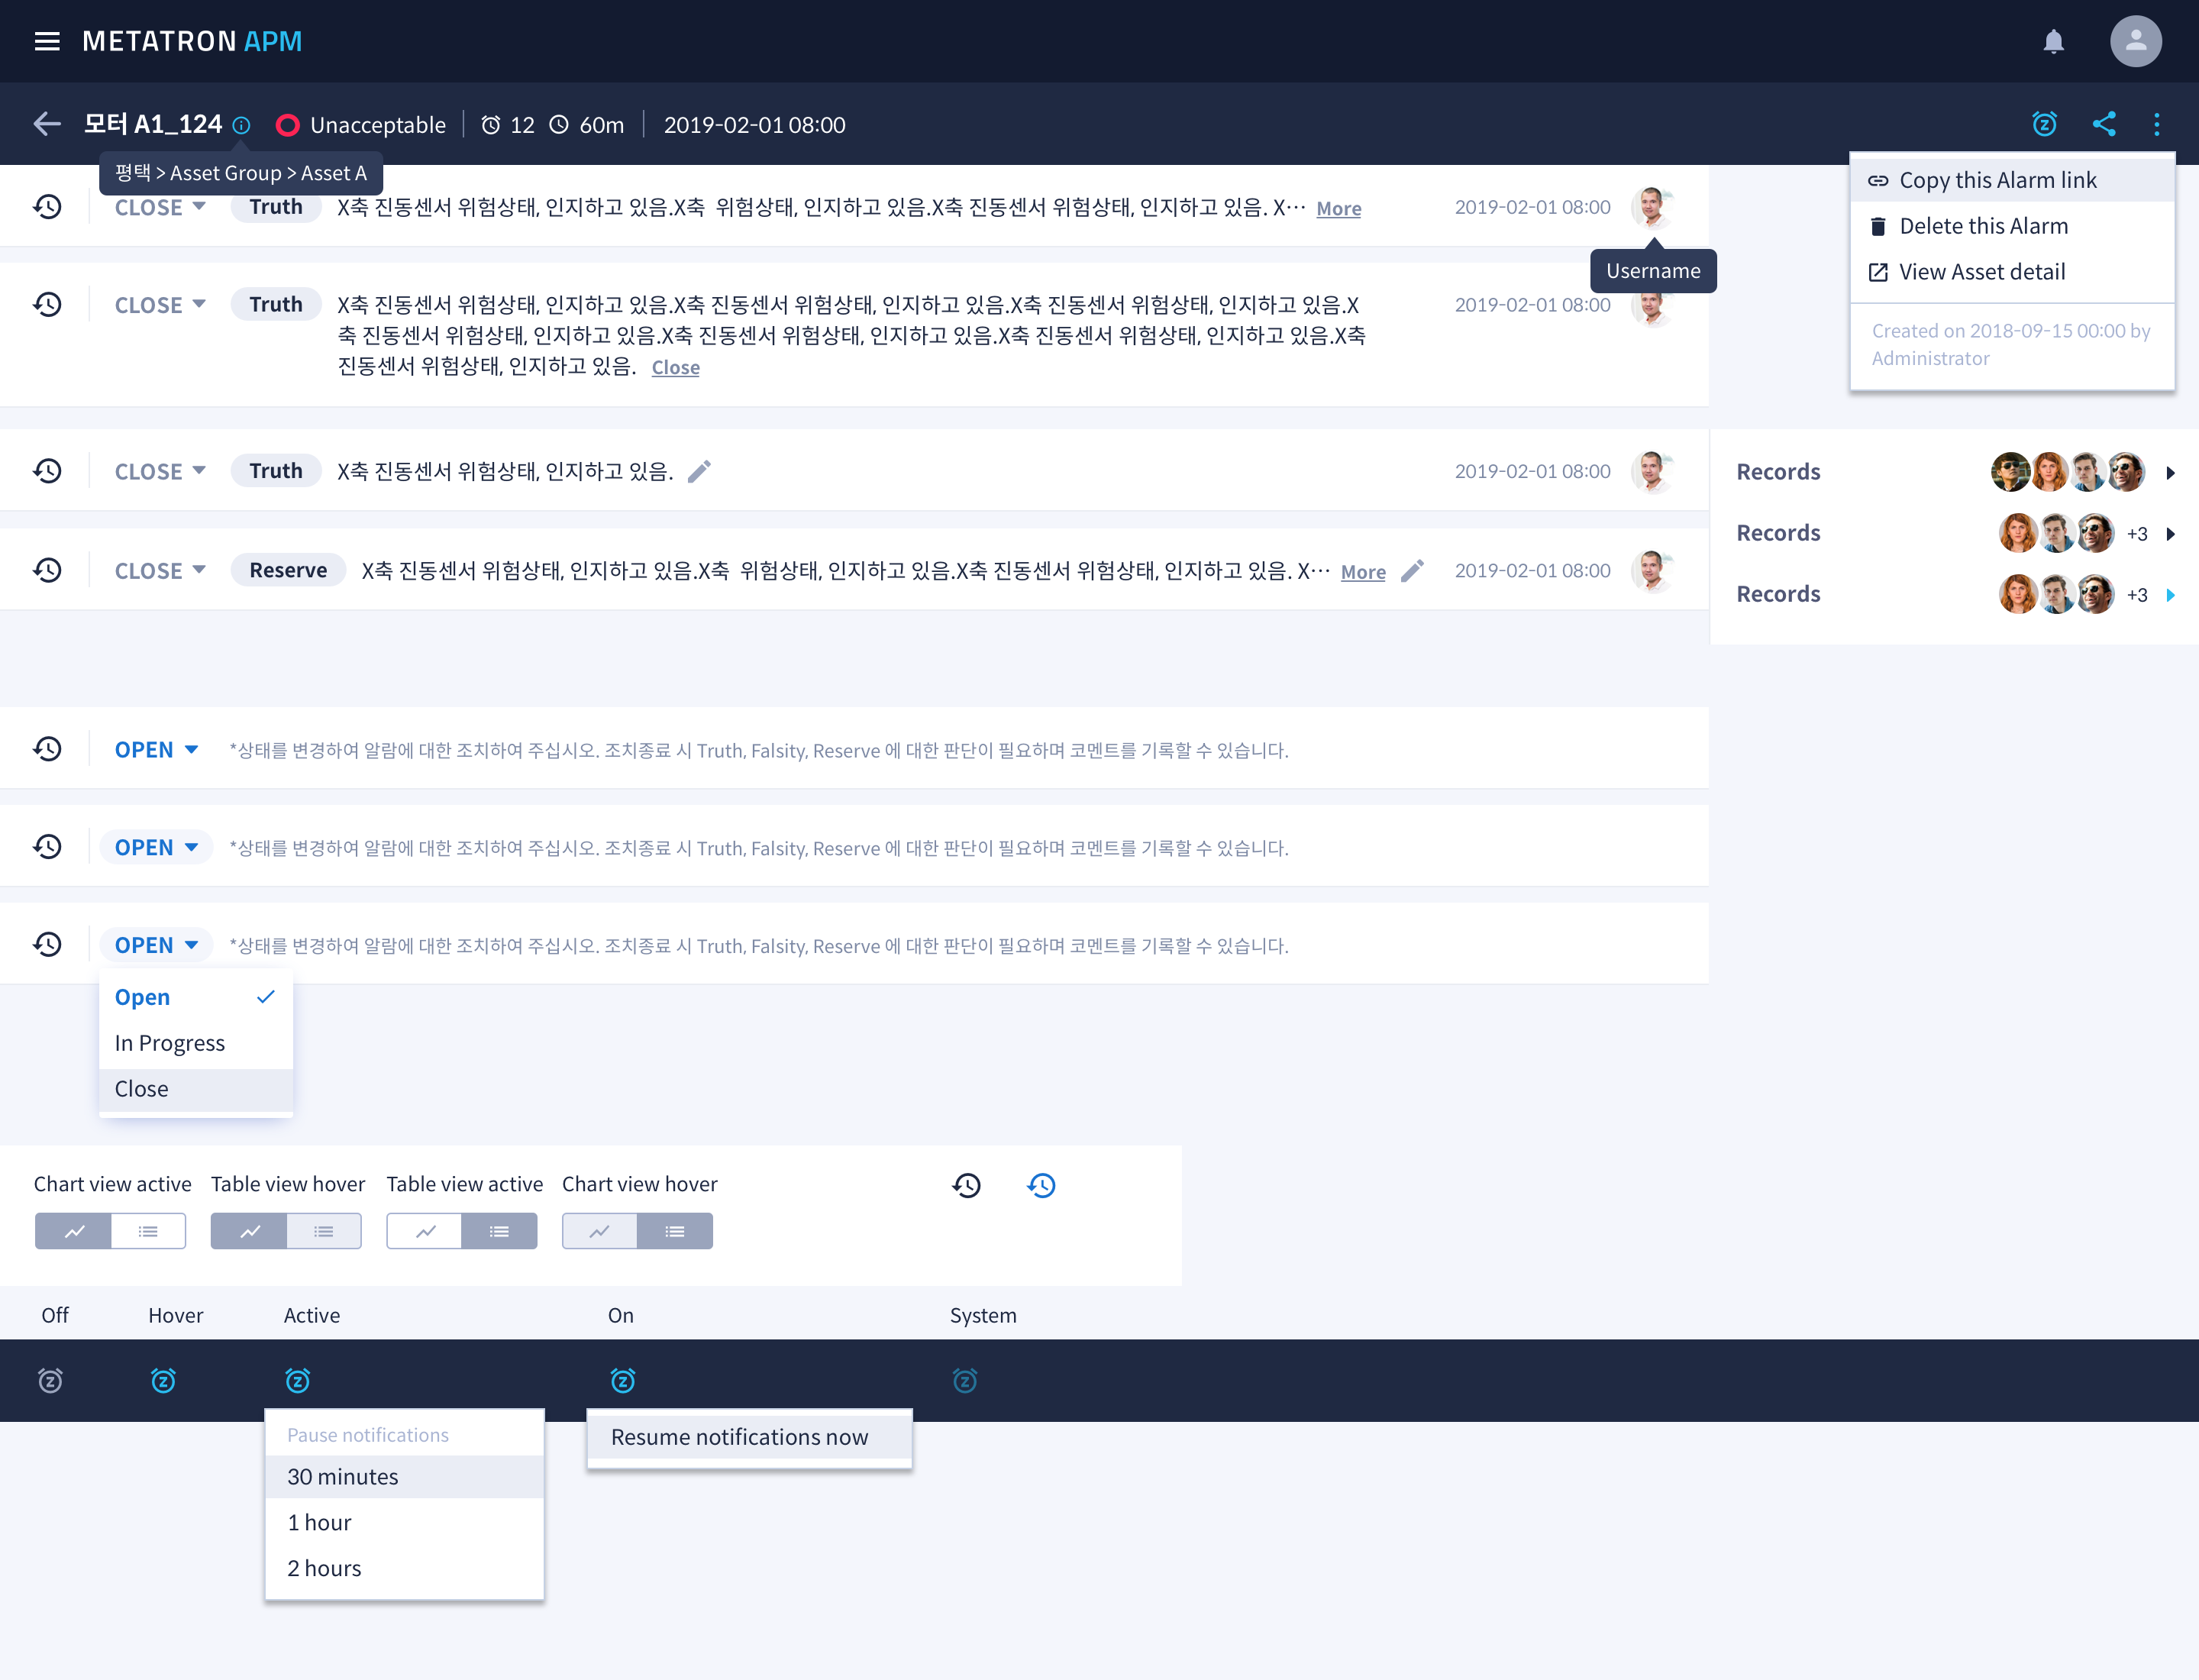 METATRON APM
모터 A1_124 Unacceptable 12 60m 2019-02-01 08:00
평택 > Asset Group > Asset A
CLOSE Truth X축 진동센서 위험상태, 인지하고 있음.X축 위험상태, 인지하고 있음.X축 진동센서 위험상태, 인지하고 있음. X… More 2019-02-01 08:00
Username
Copy this Alarm link
Delete this Alarm
View Asset detail
Created on 2018-09-15 00:00 by
Administrator
CLOSE Truth X축 진동센서 위험상태, 인지하고 있음.X축 진동센서 위험상태, 인지하고 있음.X축 진동센서 위험상태, 인지하고 있음.X 2019-02-01 08:00
축 진동센서 위험상태, 인지하고 있음.X축 진동센서 위험상태, 인지하고 있음.X축 진동센서 위험상태, 인지하고 있음.X축
진동센서 위험상태, 인지하고 있음. Close
CLOSE Truth X축 진동센서 위험상태, 인지하고 있음. 2019-02-01 08:00
CLOSE Reserve X축 진동센서 위험상태, 인지하고 있음.X축 위험상태, 인지하고 있음.X축 진동센서 위험상태, 인지하고 있음. X… More 2019-02-01 08:00
Records
Records +3
Records +3
OPEN *상태를 변경하여 알람에 대한 조치하여 주십시오. 조치종료 시 Truth, Falsity, Reserve 에 대한 판단이 필요하며 코멘트를 기록할 수 있습니다.
OPEN *상태를 변경하여 알람에 대한 조치하여 주십시오. 조치종료 시 Truth, Falsity, Reserve 에 대한 판단이 필요하며 코멘트를 기록할 수 있습니다.
OPEN *상태를 변경하여 알람에 대한 조치하여 주십시오. 조치종료 시 Truth, Falsity, Reserve 에 대한 판단이 필요하며 코멘트를 기록할 수 있습니다.
Open
In Progress
Close
Chart view active Table view hover Table view active Chart view hover
Off Hover Active On System
Pause notifications
30 minutes
1 hour
2 hours
Resume notifications now